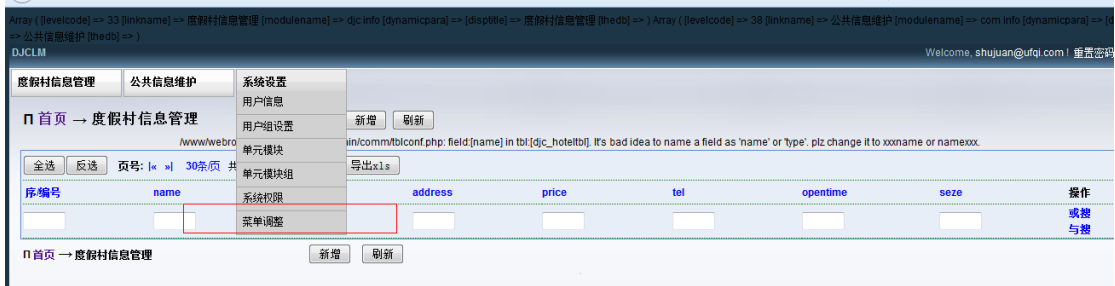 Array ( [levelcode] => 33 [linkname] => 度假村信息管理 [modulename] => djc info [dynamicpara] => [disptitle] => 度假村信息管理 [thedb] => ) Array ( [levelcode] => 38 [linkname] => 公共信息维护 [modulename] => com info [dynamicpara] => [d
=> 公共信息维护 [thedb] => )
DJCLM Welcome, shujuan@ufqi.com ! 重置密码
度假村信息管理 公共信息维护 系统设置
用户信息
Π 首页 → 度假村信息管理 新增 刷新
用户组设置
/www/webro ain/comm/tblconf.php: field:[name] in tbl:[djc_hoteltbl]. It's bad idea to name a field as 'name' or 'type'. plz change it to xxxname or namexxx.
单元模块
全选 反选 页号: |« »| 30条/页 共 导出xls
单元模块组
序/编号 name address price tel opentime seze 操作
系统权限
或搜
菜单调整
与搜
Π 首页 → 度假村信息管理 新增 刷新